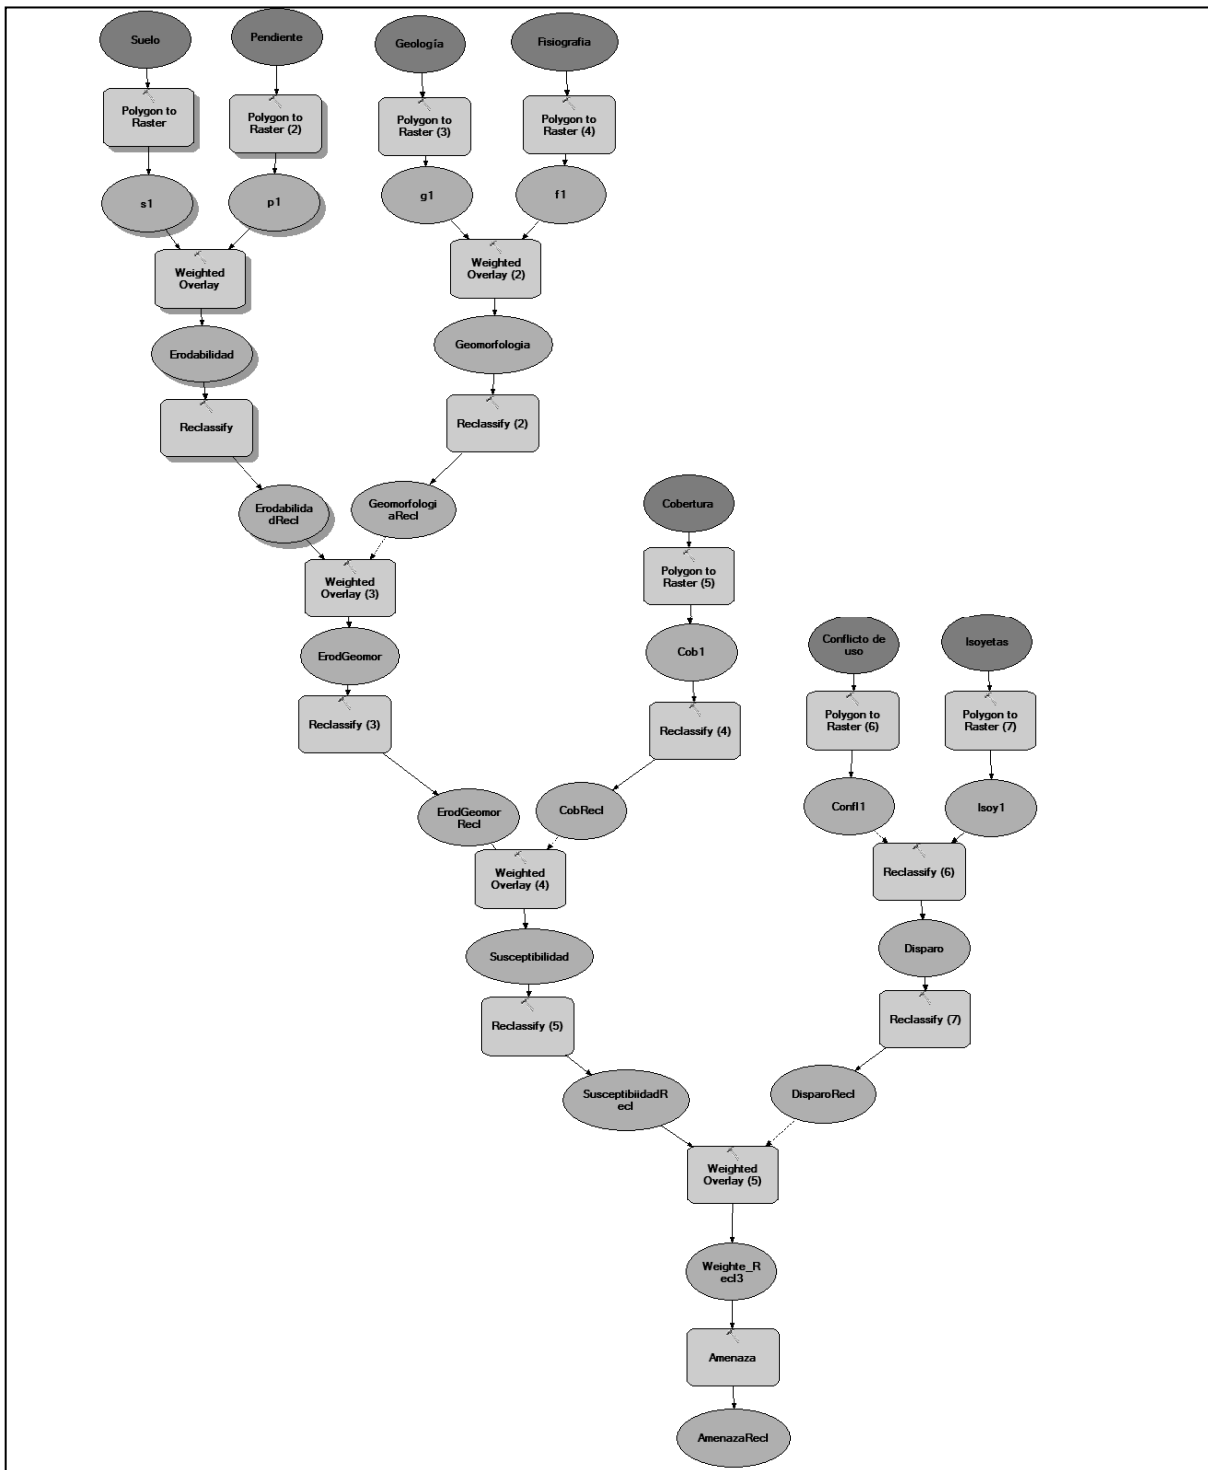 Suelo
Pendiente
Geología
Fisiografia
Polygon to
Raster
Polygon to
Raster (2)
Polygon to
Raster (3)
Polygon to
Raster (4)
s1
p1
g1
f1
Weighted
Overlay
Weighted
Overlay (2)
Erodabilidad
Geomorfologia
Reclassify
Reclassify (2)
Erodabilida
dRecl
Geomorfologi
aRecl
Cobertura
Weighted
Overlay (3)
Polygon to
Raster (5)
ErodGeomor
Cob1
Conflicto de
uso
Isoyetas
Reclassify (3)
Reclassify (4)
Polygon to
Raster (6)
Polygon to
Raster (7)
ErodGeomor
Recl
CobRecl
Confl1
Isoy1
Weighted
Overlay (4)
Reclassify (6)
Susceptibilidad
Disparo
Reclassify (5)
Reclassify (7)
SusceptibiidadR
ecl
DisparoRecl
Weighted
Overlay (5)
Weighte_R
ecl3
Amenaza
AmenazaRecl